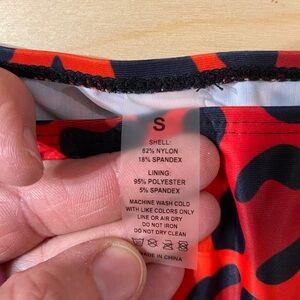 S
SHELL:
82% NYLON
18% SPANDEX
LINING:
95% POLYESTER
5% SPANDEX
MACHINE WASH COLD
WITH LIKE COLORS ONLY
LINE OR AIR DRY
DO NOT IRON
DO NOT DRY CLEAN
MADE IN CHINA